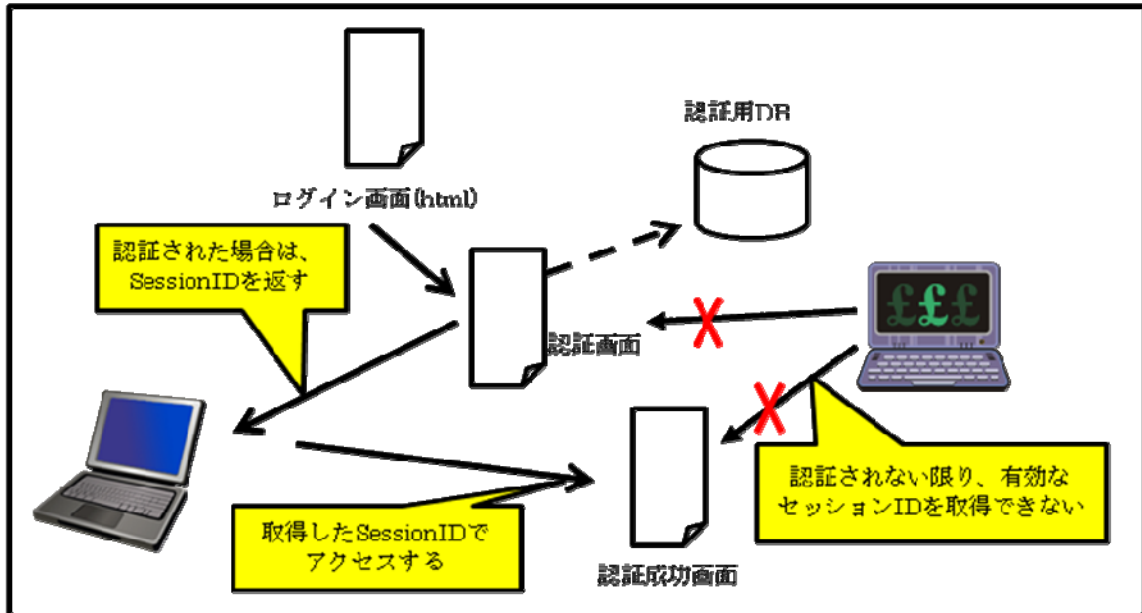 認証用DB
ログイン画面(html)
認証された場合は、
SessionIDを返す
£££
認証画面
認証されない限り、有効な
セッションIDを取得できない
取得したSessionIDで
アクセスする
認証成功画面